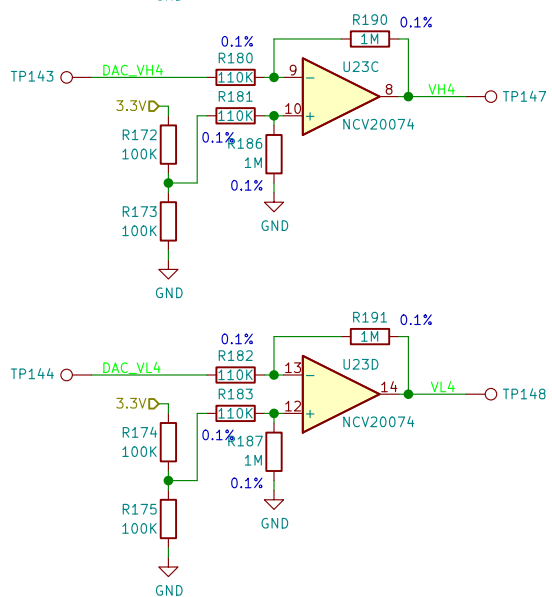 GND
R190
0.1%
1M
0.1%
R180
U23C
TP143
DAC_VH4
110K
9
8
VH4
TP147
3.3V
R181
110K
10
NCV20074
R172
100K
0.1%
R186
1M
0.1%
R173
100K
GND
GND
R191
0.1%
1M
0.1%
R182
U23D
TP144
DAC_VL4
110K
13
14
VL4
TP148
3.3V
R183
110K
12
NCV20074
R174
100K
0.1%
R187
1M
0.1%
R175
100K
GND
GND